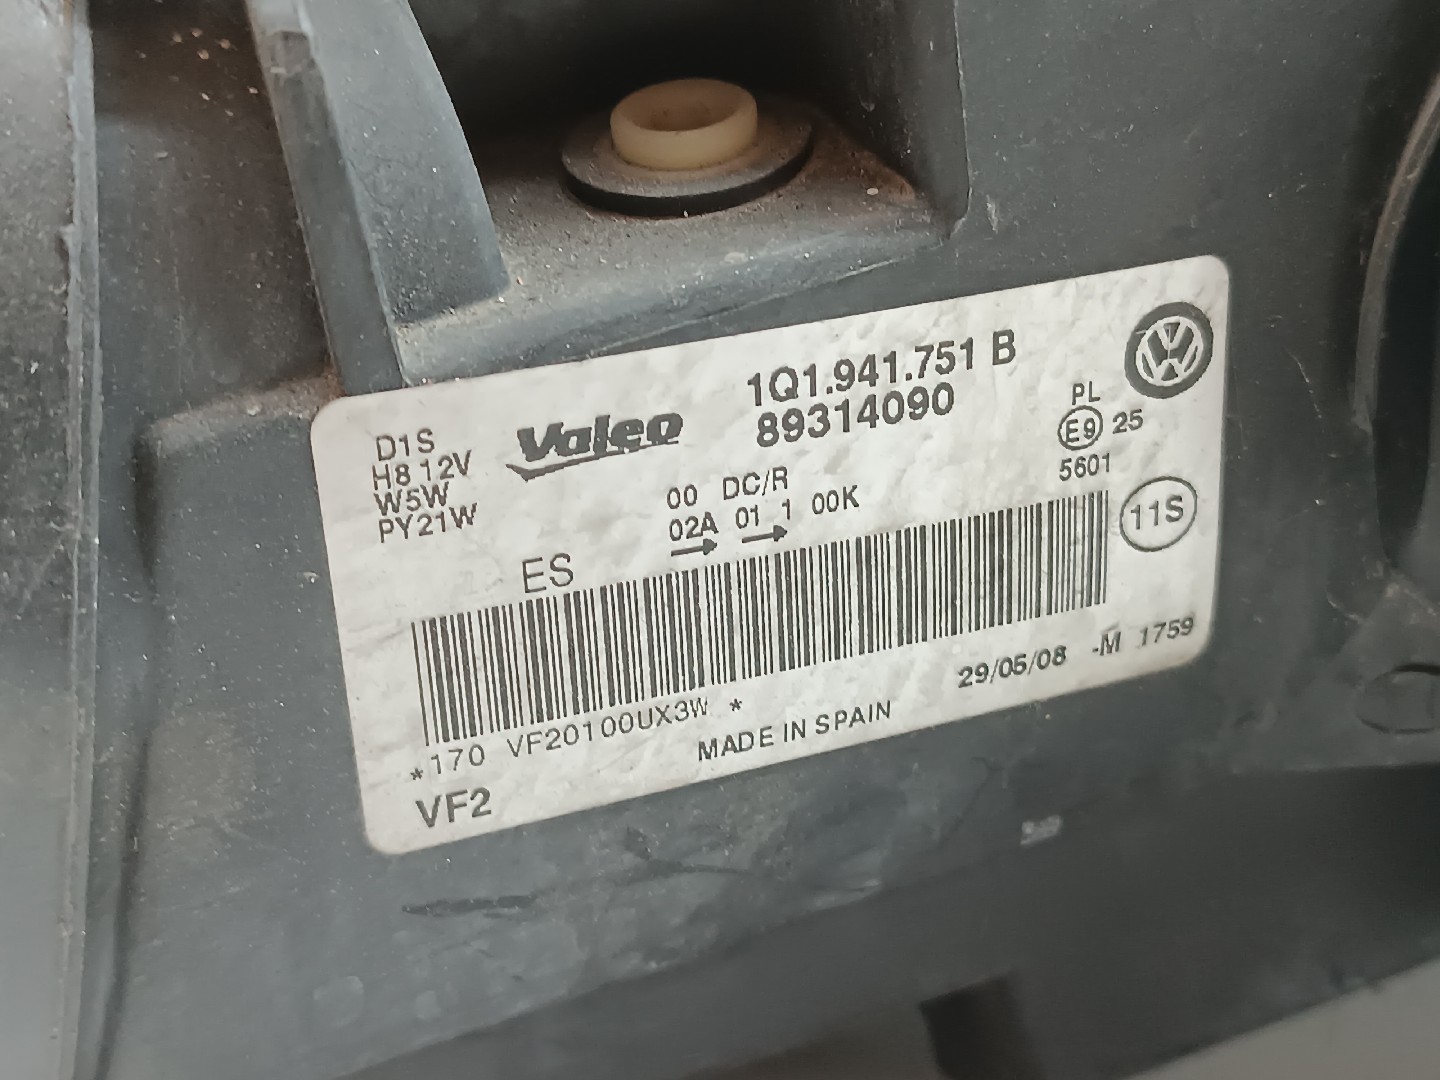 D1S
H8 12V
W5W
PY21W
Valeo
1Q1.941.751 B
89314090
00 DC/R
02A 01 1 00K
PL
E9 25
5601
11S
ES
*170 VF20100UX3W *
29/05/08 -M 1759
MADE IN SPAIN
VF2